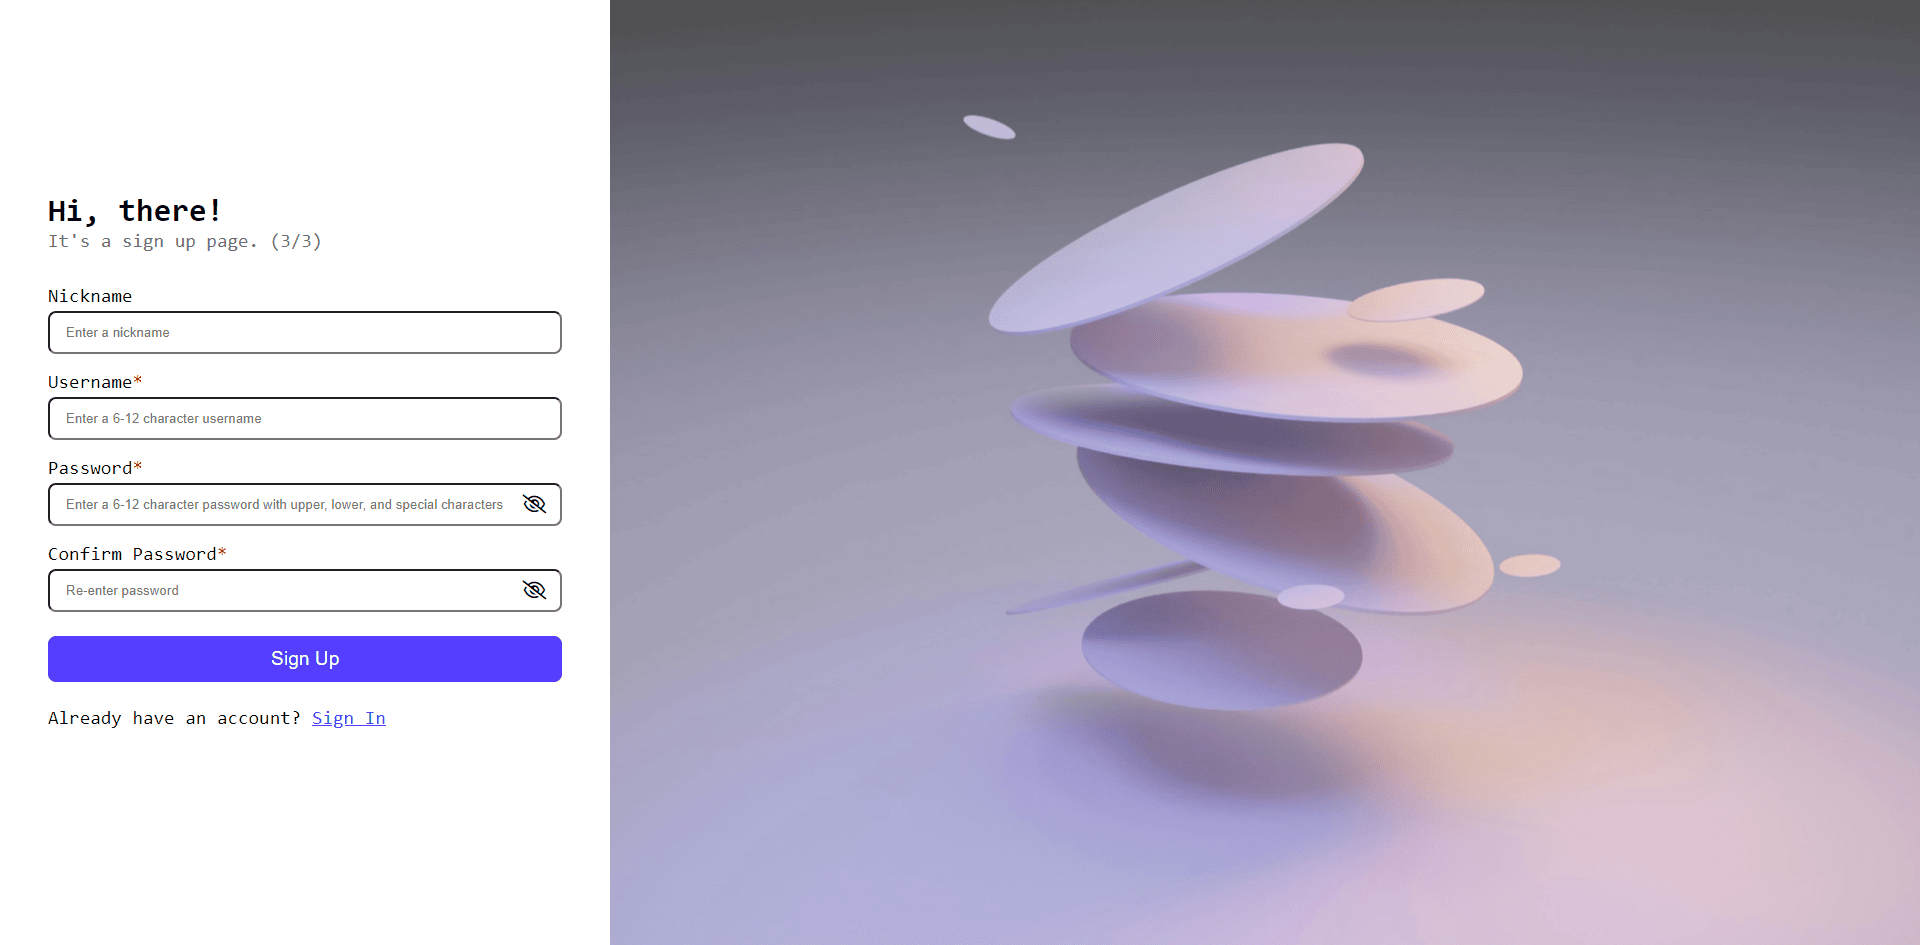 Hi, there!
It's a sign up page. (3/3)
Nickname
Enter a nickname
Username*
Enter a 6-12 character username
Password*
Enter a 6-12 character password with upper, lower, and special characters
Confirm Password*
Re-enter password
Sign Up
Already have an account? Sign In